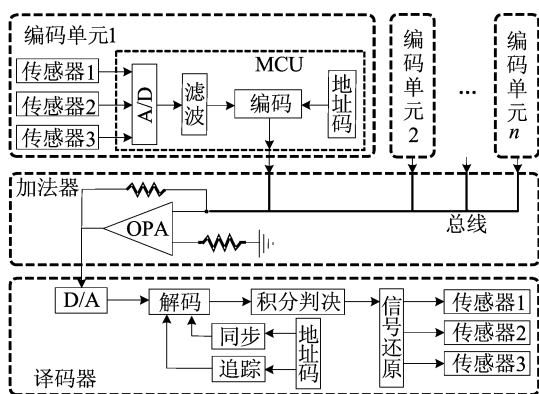 编码单元1
传感器1
传感器2
传感器3
A/D
滤波
MCU
编码
地址码
编码单元2
...
编码单元n
加法器
OPA
总线
D/A
解码
积分判决
信号还原
传感器1
传感器2
传感器3
同步
追踪
地址码
译码器